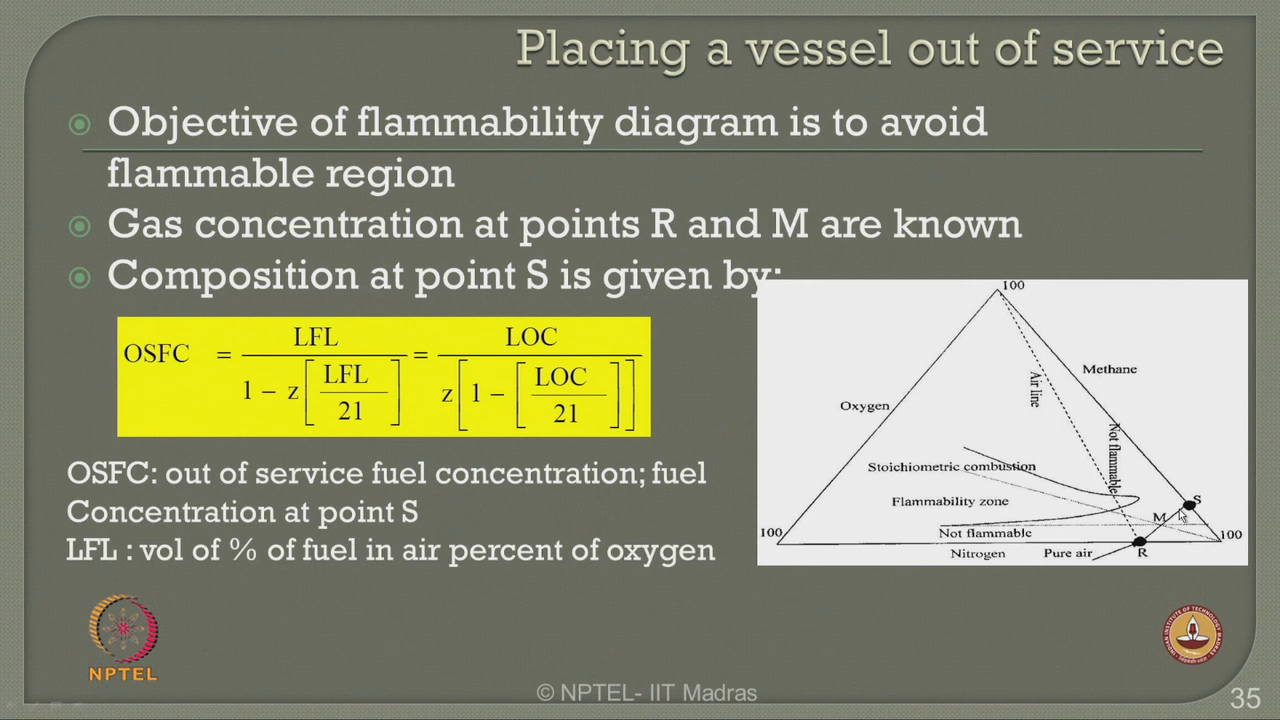 Placing a vessel out of service
Objective of flammability diagram is to avoid
flammable region
Gas concentration at points R and M are known
Composition at point S is given by:
OSFC = LFL / 1 − z [ LFL / 21 ] = LOC / z [ 1 − [ LOC / 21 ] ]
OSFC: out of service fuel concentration; fuel
Concentration at point S
LFL : vol of % of fuel in air percent of oxygen
100
Methane
Air line
Oxygen
Not flammable
Stoichiometric combustion
Flammability zone
S
M
100
Not flammable
100
Nitrogen
Pure air
R
NPTEL
© NPTEL- IIT Madras
35